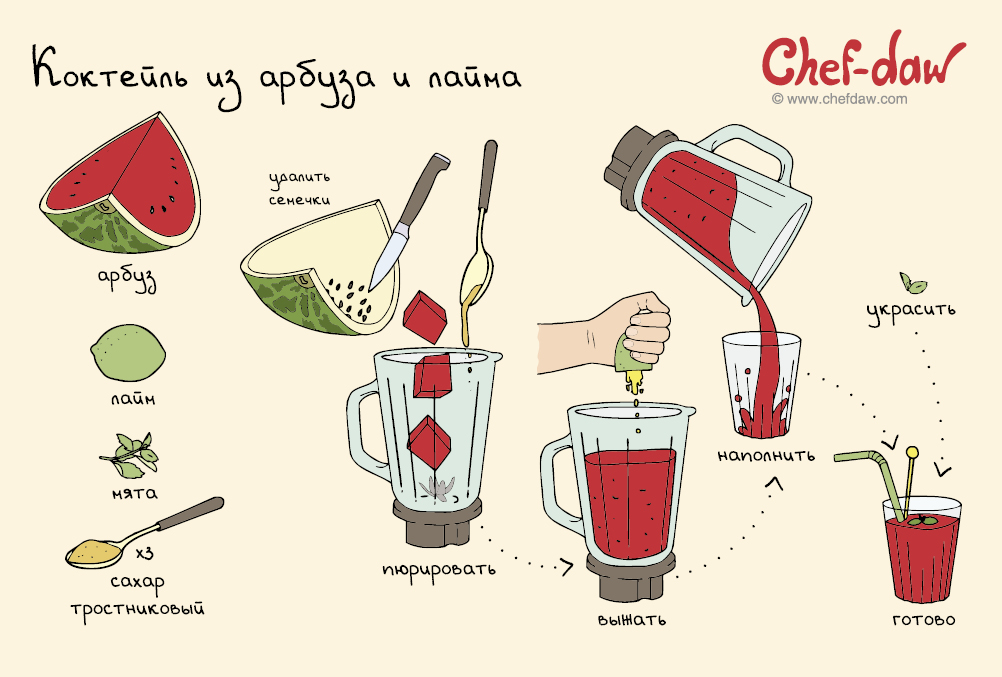 Коктейль из арбуза и лайма
Chef-daw
© www.chefdaw.com
арбуз
лайм
мята
x3
сахар
тростниковый
удалить
семечки
пюрировать
выжать
наполнить
украсить
готово